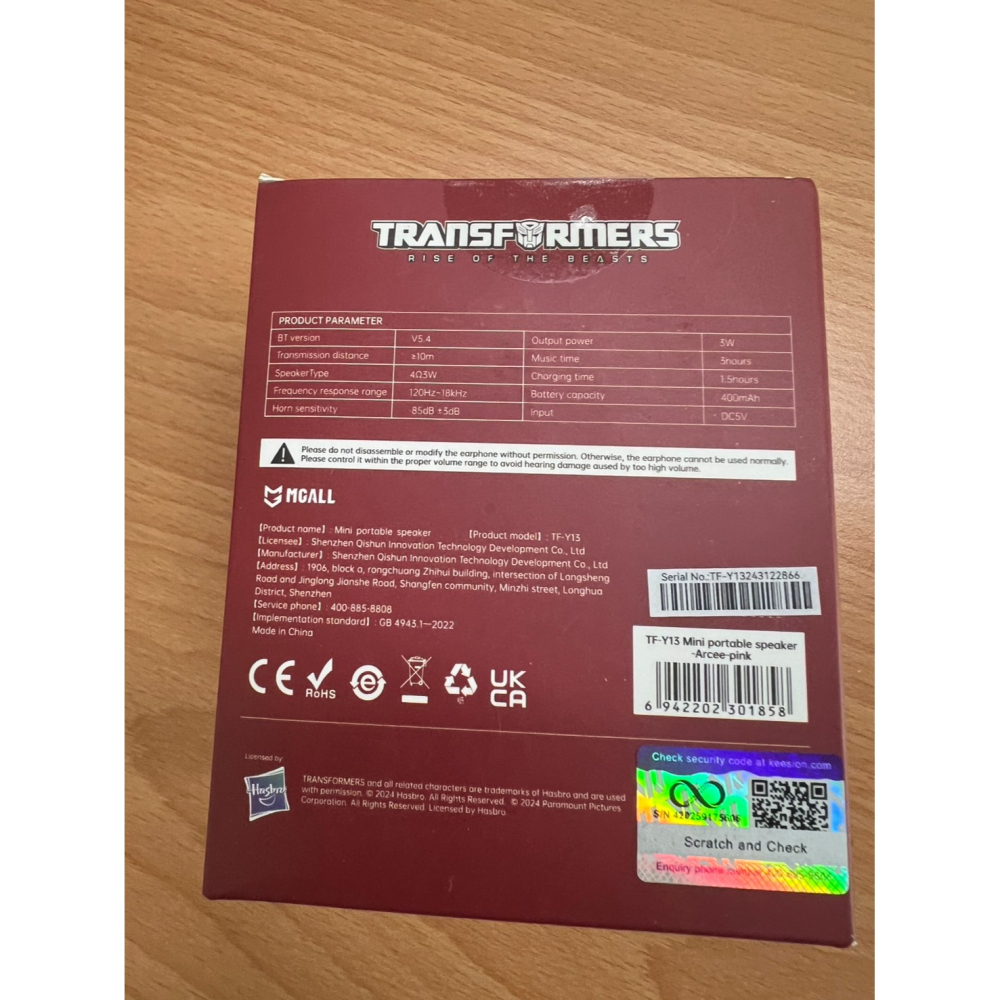 TRANSFORMERS
RISE OF THE BEASTS
PRODUCT PARAMETER
BT version V5.4 Output power 3W
Transmission distance ≥10m Music time 3hours
SpeakerType 4Ω3W Charging time 1.5hours
Frequency response range 120Hz~18kHz Battery capacity 400mAh
Horn sensitivity -85dB ±3dB Input DC5V
Please do not disassemble or modify the earphone without permission. Otherwise, the earphone cannot be used normally.
Please control it within the proper volume range to avoid hearing damage aused by too high volume.
MGALL
【Product name】: Mini portable speaker 【Product model】: TF-Y13
【Licensee】: Shenzhen Qishun Innovation Technology Development Co., Ltd
【Manufacturer】: Shenzhen Qishun Innovation Technology Development Co., Ltd
【Address】: 1906, block a, rongchuang Zhihui building, intersection of Longsheng
Road and Jinglong Jianshe Road, Shangfen community, Minzhi street, Longhua
District, Shenzhen
【Service phone】: 400-885-8808
【Implementation standard】: GB 4943.1—2022
Made in China
Serial No.:TF-Y13243122866
TF-Y13 Mini portable speaker
-Arcee-pink
6 942202 301858
CE RoHS e UK
CA
Licensed by:
Hasbro
TRANSFORMERS and all related characters are trademarks of Hasbro and are used
with permission. © 2024 Hasbro. All Rights Reserved. © 2024 Paramount Pictures
Corporation. All Rights Reserved. Licensed by Hasbro.
Check security code at keesion.com
S/N
Scratch and Check
Enquiry phone